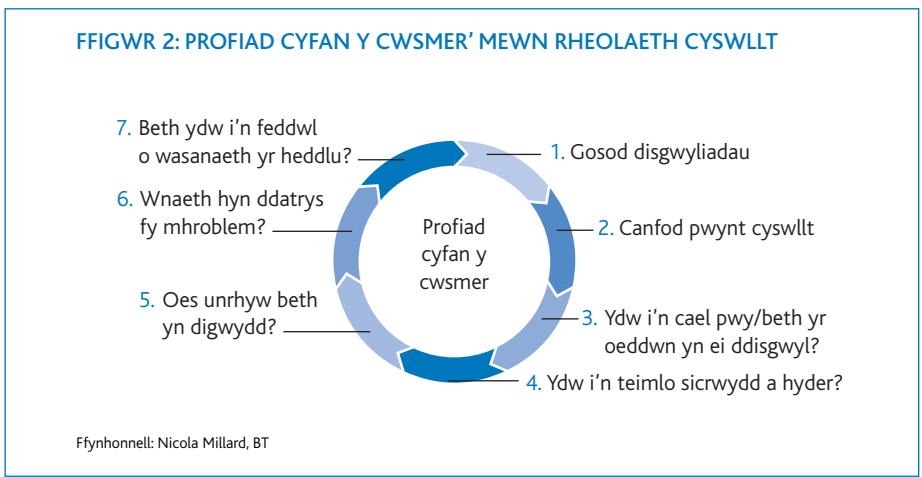 FFIGWR 2: PROFIAD CYFAN Y CWSMER’ MEWN RHEOLAETH CYSWLLT
1. Gosod disgwyliadau
2. Canfod pwynt cyswllt
3. Ydw i’n cael pwy/beth yr
oeddwn yn ei ddisgwyl?
4. Ydw i’n teimlo sicrwydd a hyder?
5. Oes unrhyw beth
yn digwydd?
6. Wnaeth hyn ddatrys
fy mhroblem?
7. Beth ydw i’n feddwl
o wasanaeth yr heddlu?
Profiad
cyfan y
cwsmer
Ffynhonnell: Nicola Millard, BT